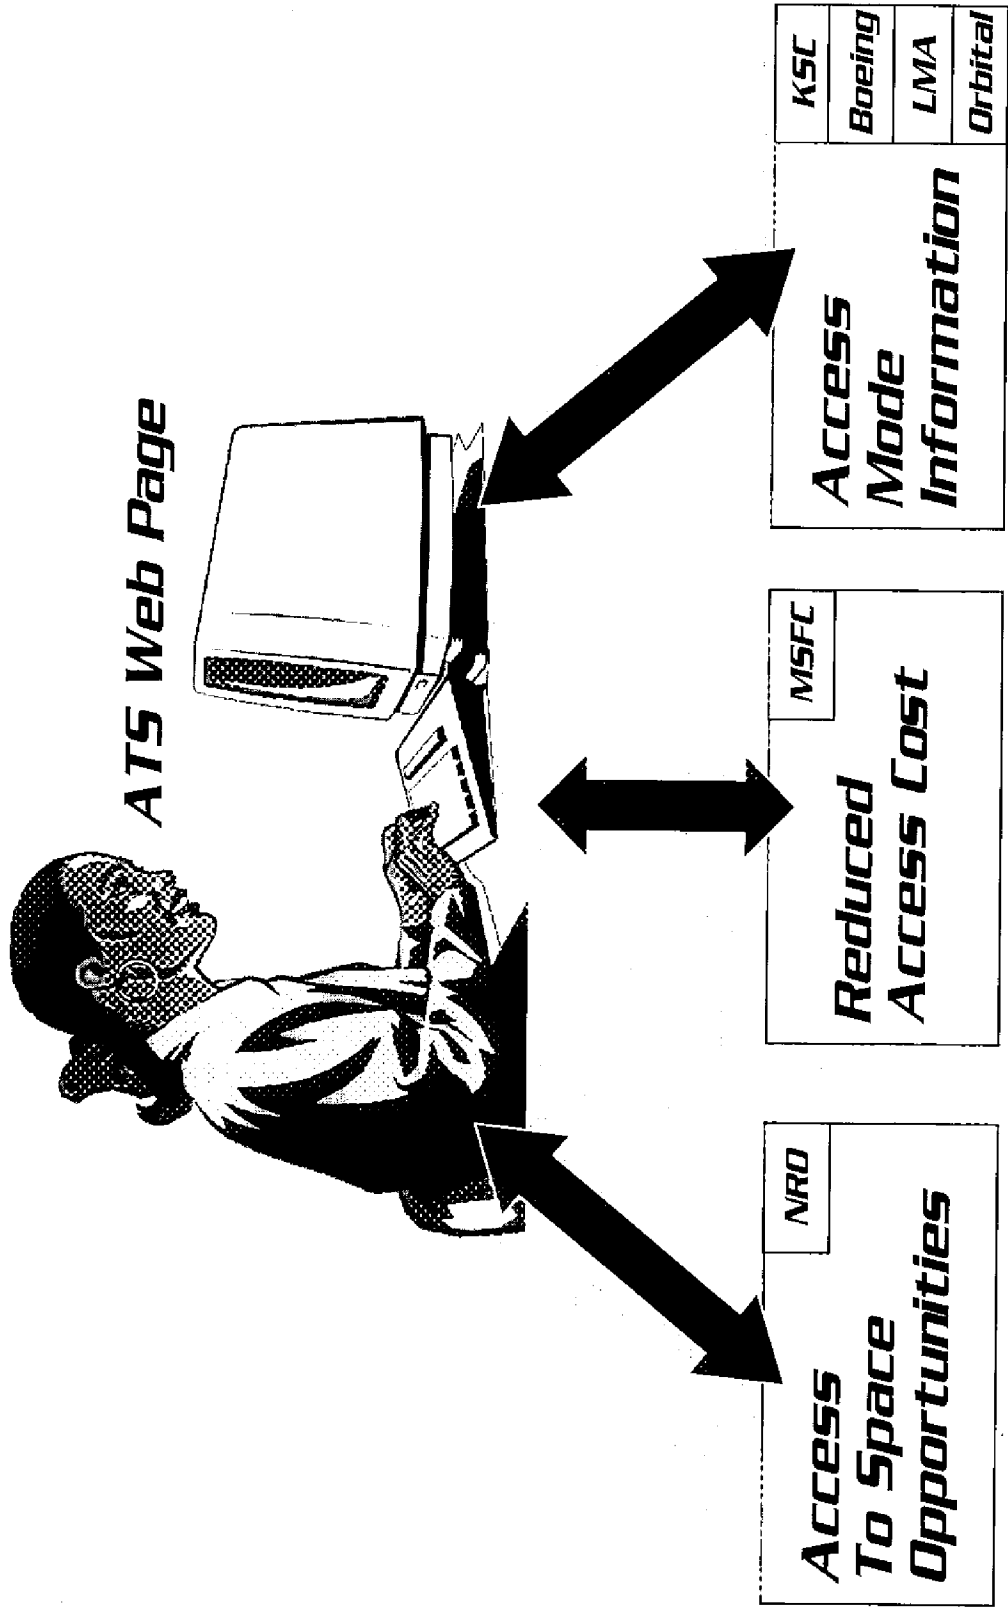 ATS Web Page
NRO
Access
To Space
Opportunities
MSFC
Reduced
Access Cost
Access
Mode
Information
KSC
Boeing
LMA
Orbital